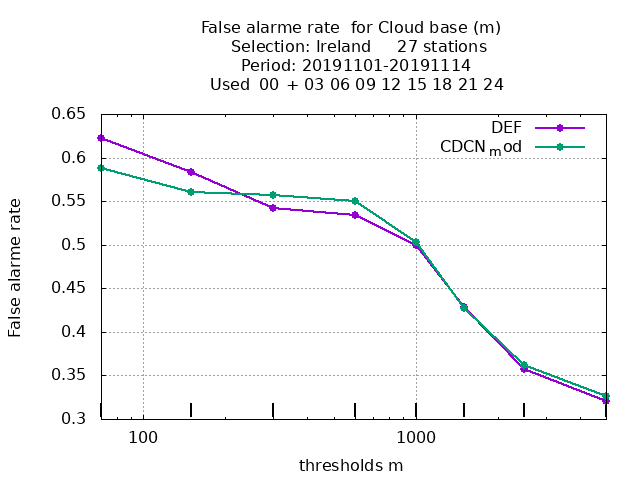 False alarme rate  for Cloud base (m)
Selection: Ireland     27 stations
Period: 20191101-20191114
Used  00 + 03 06 09 12 15 18 21 24
DEF
CDCN_mod
0.65
0.6
0.55
0.5
0.45
0.4
0.35
0.3
False alarme rate
100
1000
thresholds m